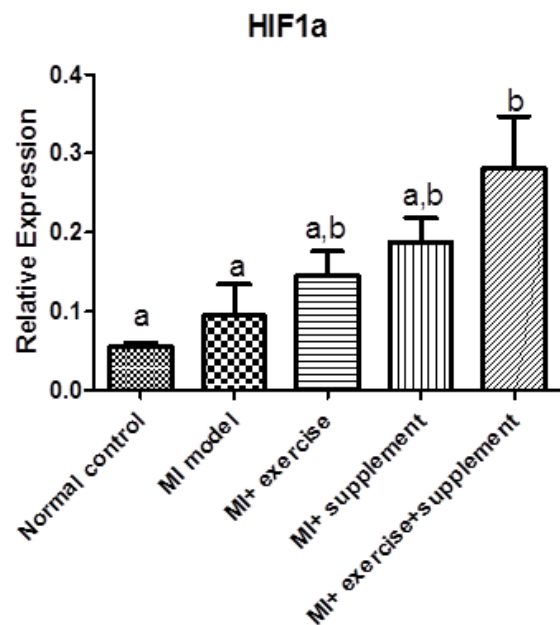 HIF1a
Relative Expression
0.4
0.3
0.2
0.1
0.0
a
a
a,b
a,b
b
Normal control
MI model
MI+ exercise
MI+ supplement
MI+ exercise+supplement